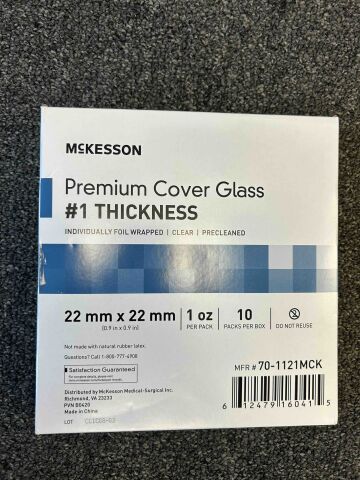 McKESSON
Premium Cover Glass
#1 THICKNESS
INDIVIDUALLY FOIL WRAPPED | CLEAR | PRECLEANED
22 mm x 22 mm
(0.9 in x 0.9 in)
1 oz
PER PACK
10
PACKS PER BOX
DO NOT REUSE
Not made with natural rubber latex.
Questions? Call 1-800-777-4908
Satisfaction Guaranteed
Distributed by McKesson Medical-Surgical Inc.
Richmond, VA 23233
PVN B0420
Made in China
LOT
MFR # 70-1121MCK
6 12479 16041 5